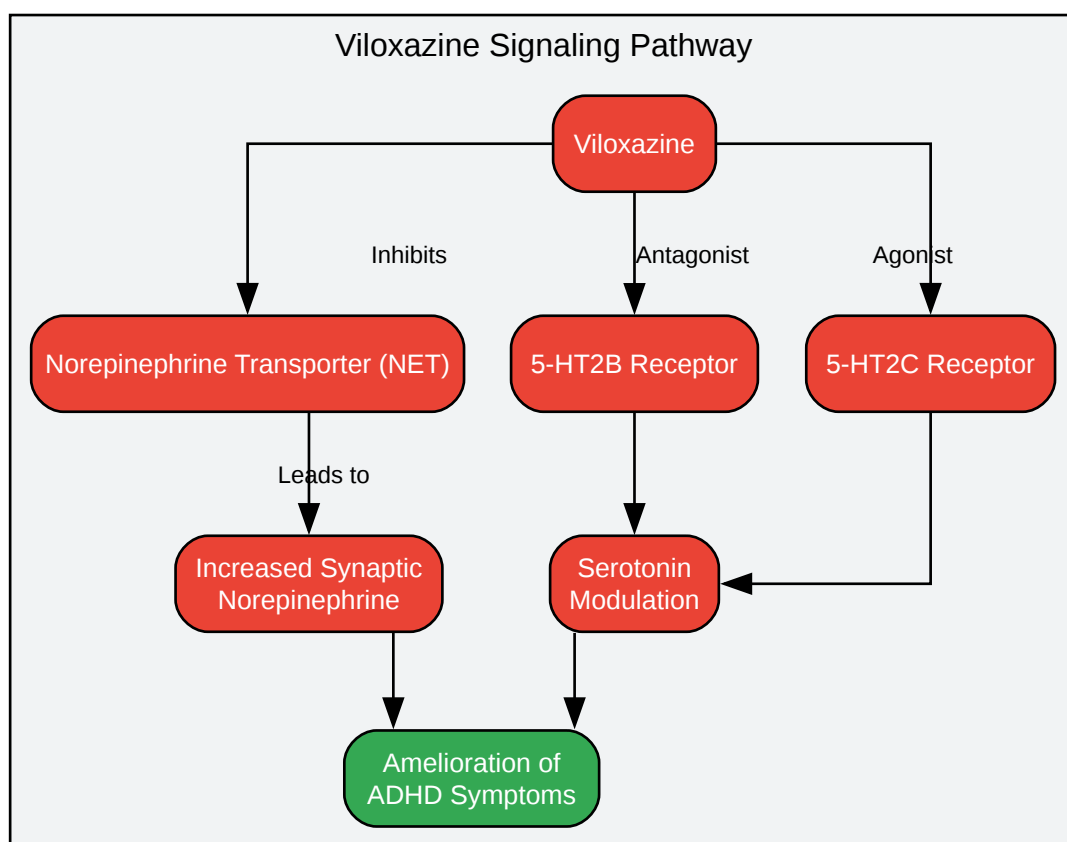 Viloxazine Signaling Pathway
Viloxazine
Inhibits
Antagonist
Agonist
Norepinephrine Transporter (NET)
5-HT2B Receptor
5-HT2C Receptor
Leads to
Increased Synaptic
Norepinephrine
Serotonin
Modulation
Amelioration of
ADHD Symptoms